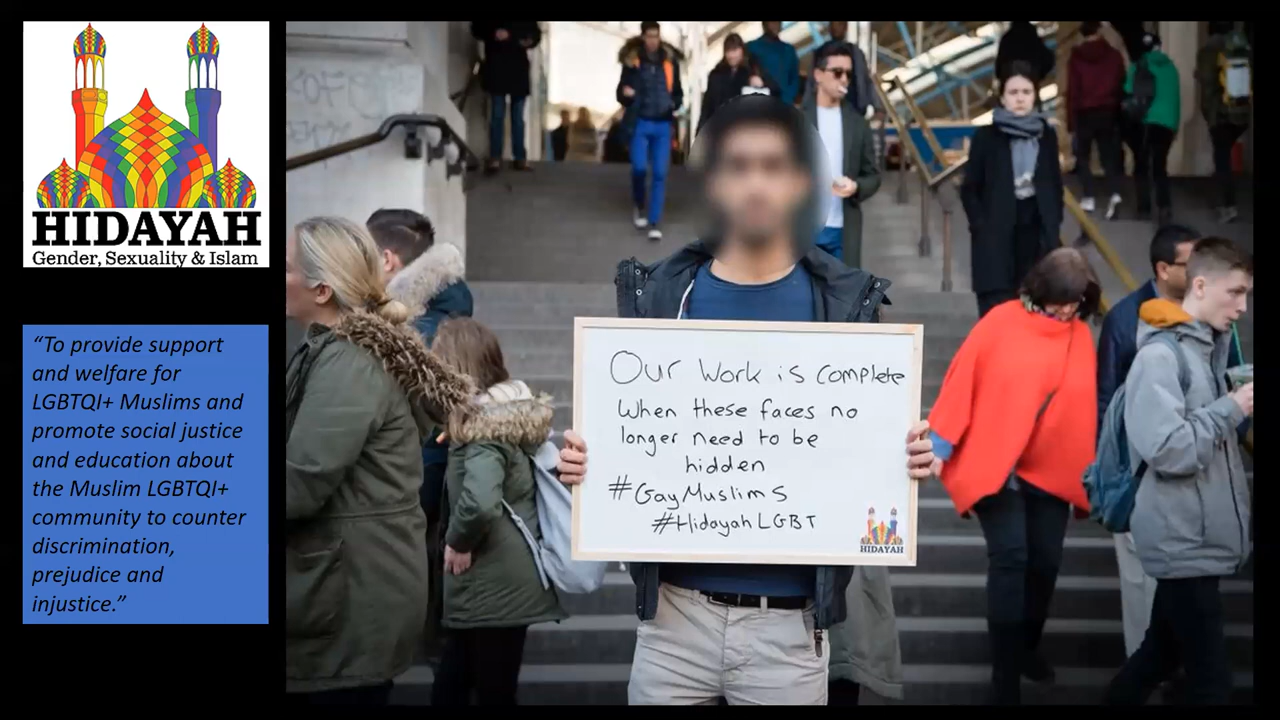 HIDAYAH
Gender, Sexuality & Islam
“To provide support
and welfare for
LGBTQI+ Muslims and
promote social justice
and education about
the Muslim LGBTQI+
community to counter
discrimination,
prejudice and
injustice.”
Our Work is complete
When these faces no
longer need to be
hidden
#GayMuslims
#HidayahLGBT
HIDAYAH